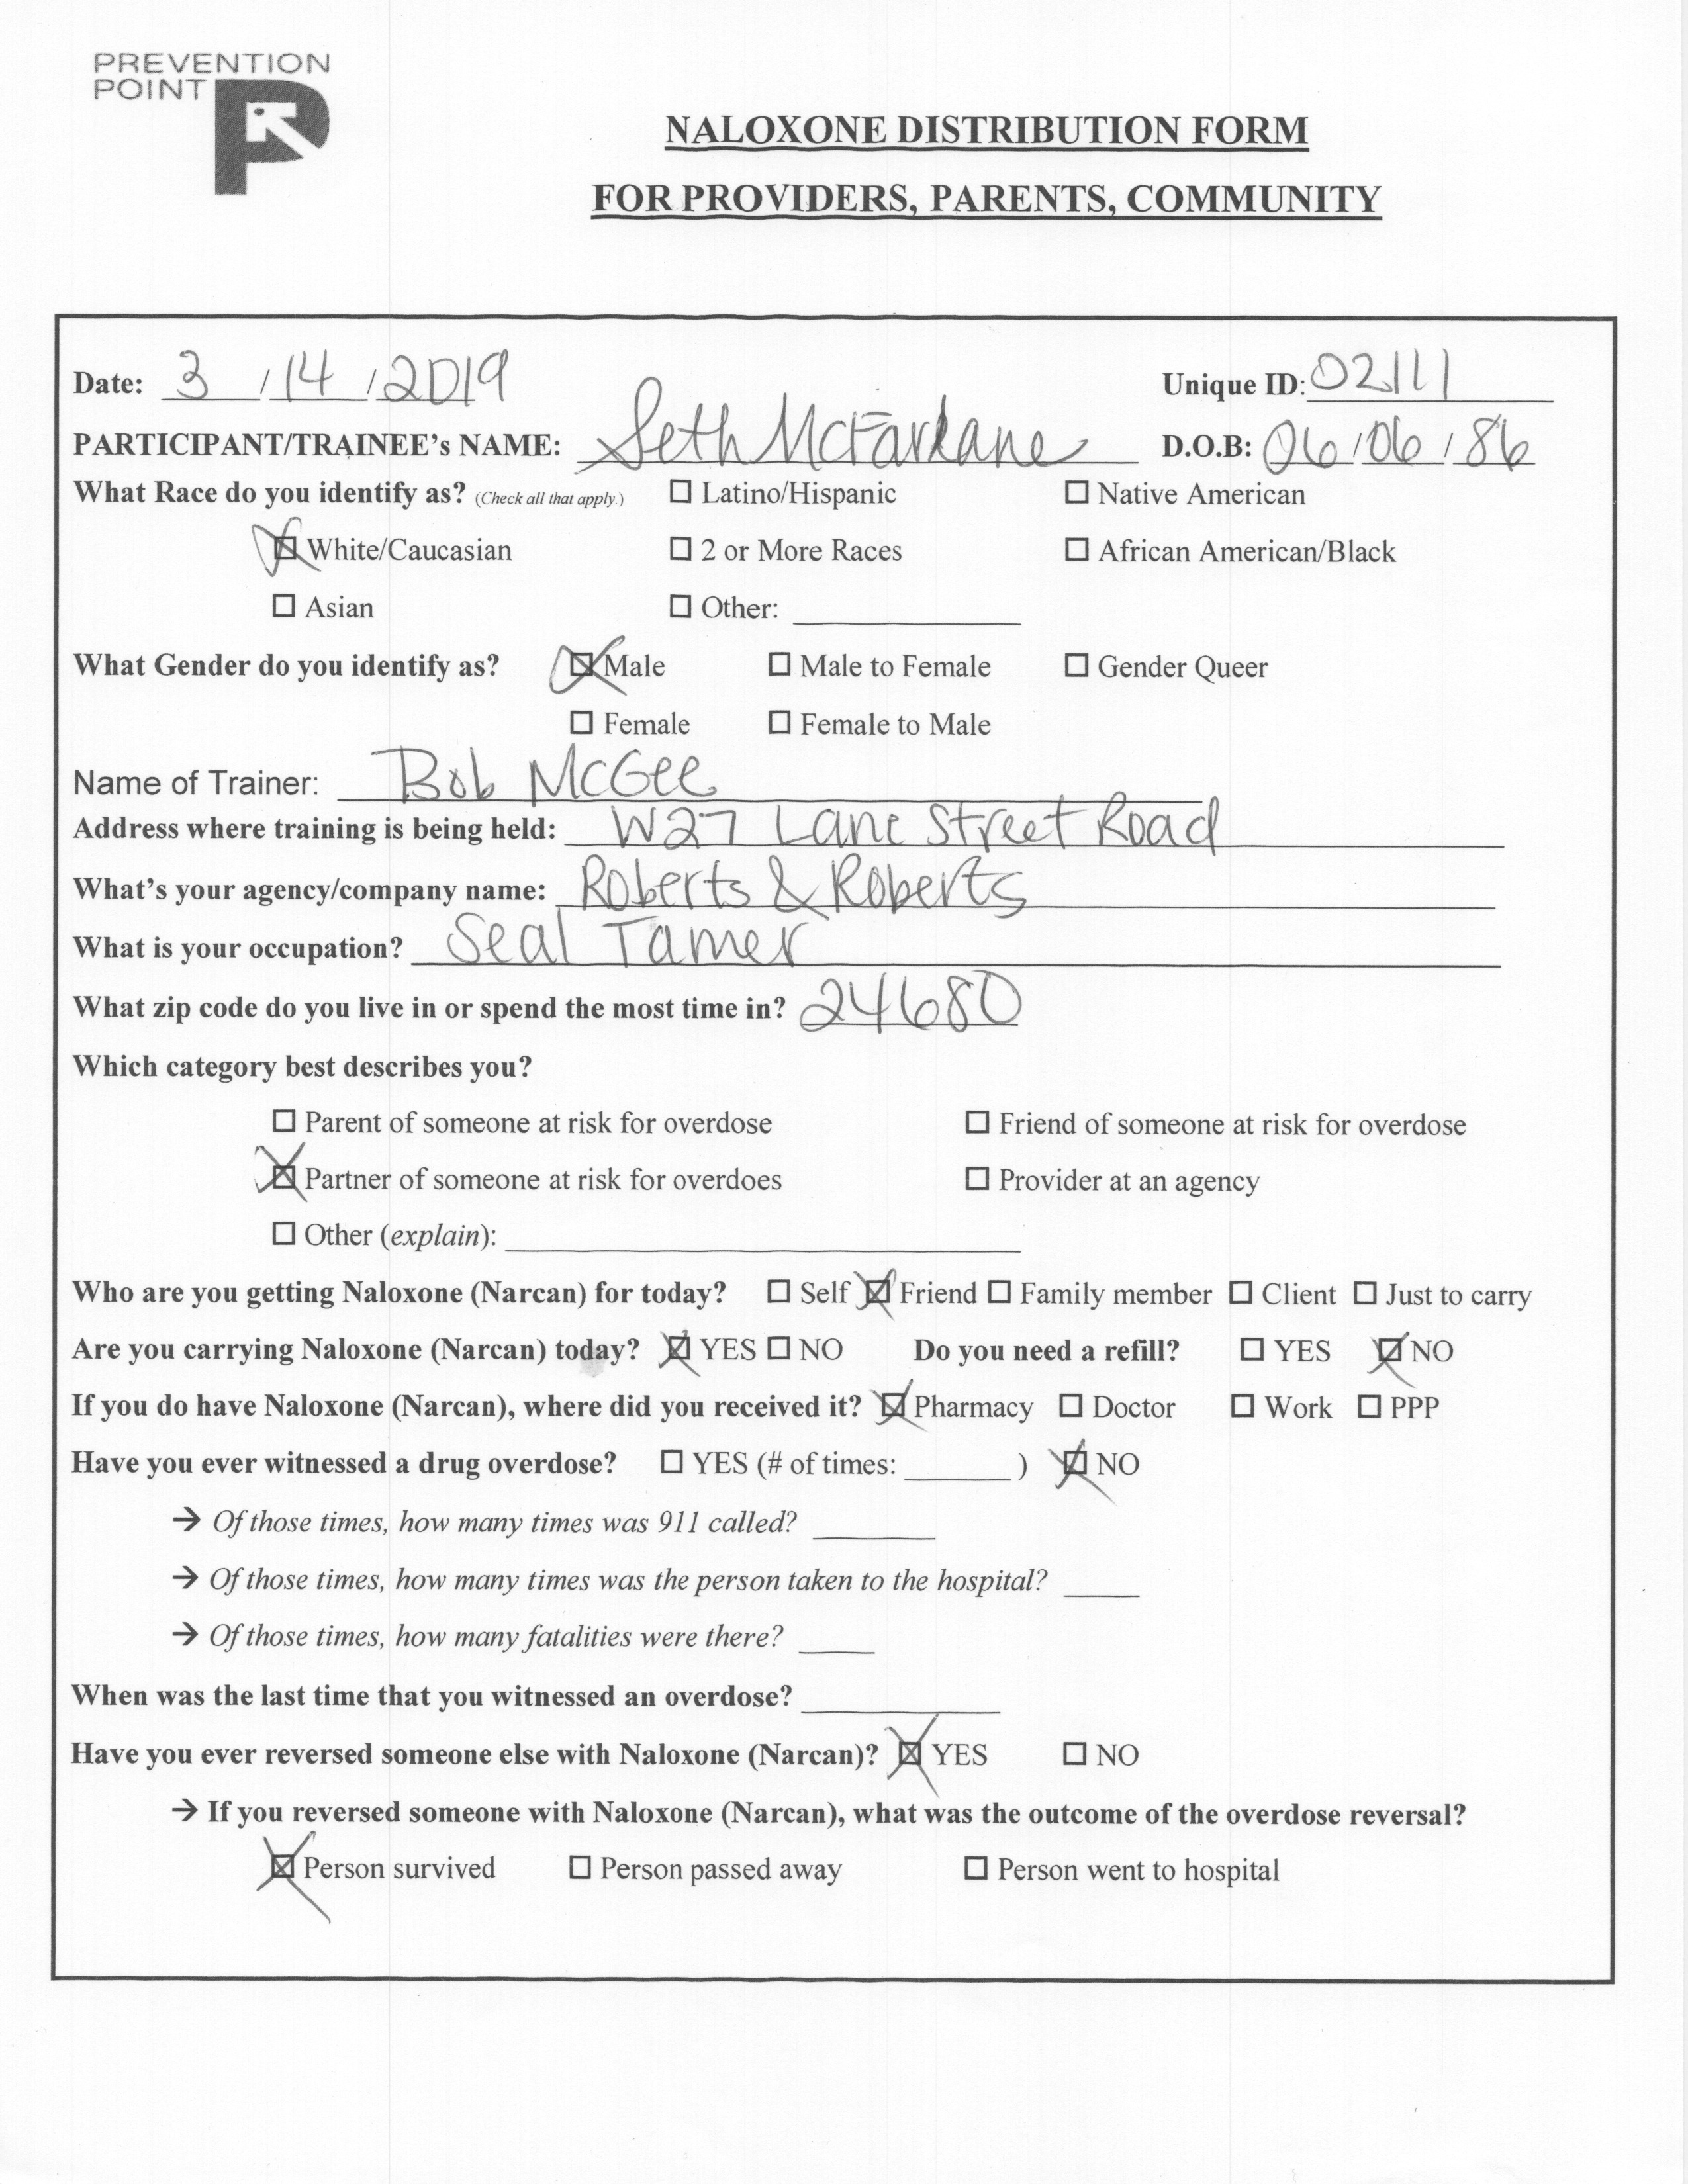 PREVENTION
POINT
NALOXONE DISTRIBUTION FORM
FOR PROVIDERS, PARENTS, COMMUNITY
Date: 3 / 14 / 2019 Unique ID: 02111
PARTICIPANT/TRAINEE's NAME: Seth McFarlane D.O.B: 06/06/86
What Race do you identify as? (Check all that apply.) ☐ Latino/Hispanic ☐ Native American
☒ White/Caucasian ☐ 2 or More Races ☐ African American/Black
☐ Asian ☐ Other: ____
What Gender do you identify as? ☒ Male ☐ Male to Female ☐ Gender Queer
☐ Female ☐ Female to Male
Name of Trainer: Bob McGee
Address where training is being held: W27 Lane Street Road
What's your agency/company name: Roberts & Roberts
What is your occupation? Seal Tamer
What zip code do you live in or spend the most time in? 24680
Which category best describes you?
☐ Parent of someone at risk for overdose ☐ Friend of someone at risk for overdose
☒ Partner of someone at risk for overdoes ☐ Provider at an agency
☐ Other (explain): ____
Who are you getting Naloxone (Narcan) for today? ☐ Self ☒ Friend ☐ Family member ☐ Client ☐ Just to carry
Are you carrying Naloxone (Narcan) today? ☒ YES ☐ NO Do you need a refill? ☐ YES ☒ NO
If you do have Naloxone (Narcan), where did you received it? ☒ Pharmacy ☐ Doctor ☐ Work ☐ PPP
Have you ever witnessed a drug overdose? ☐ YES (# of times: ____ ) ☒ NO
→ Of those times, how many times was 911 called? ____
→ Of those times, how many times was the person taken to the hospital? ____
→ Of those times, how many fatalities were there? ____
When was the last time that you witnessed an overdose? ____
Have you ever reversed someone else with Naloxone (Narcan)? ☒ YES ☐ NO
→ If you reversed someone with Naloxone (Narcan), what was the outcome of the overdose reversal?
☒ Person survived ☐ Person passed away ☐ Person went to hospital